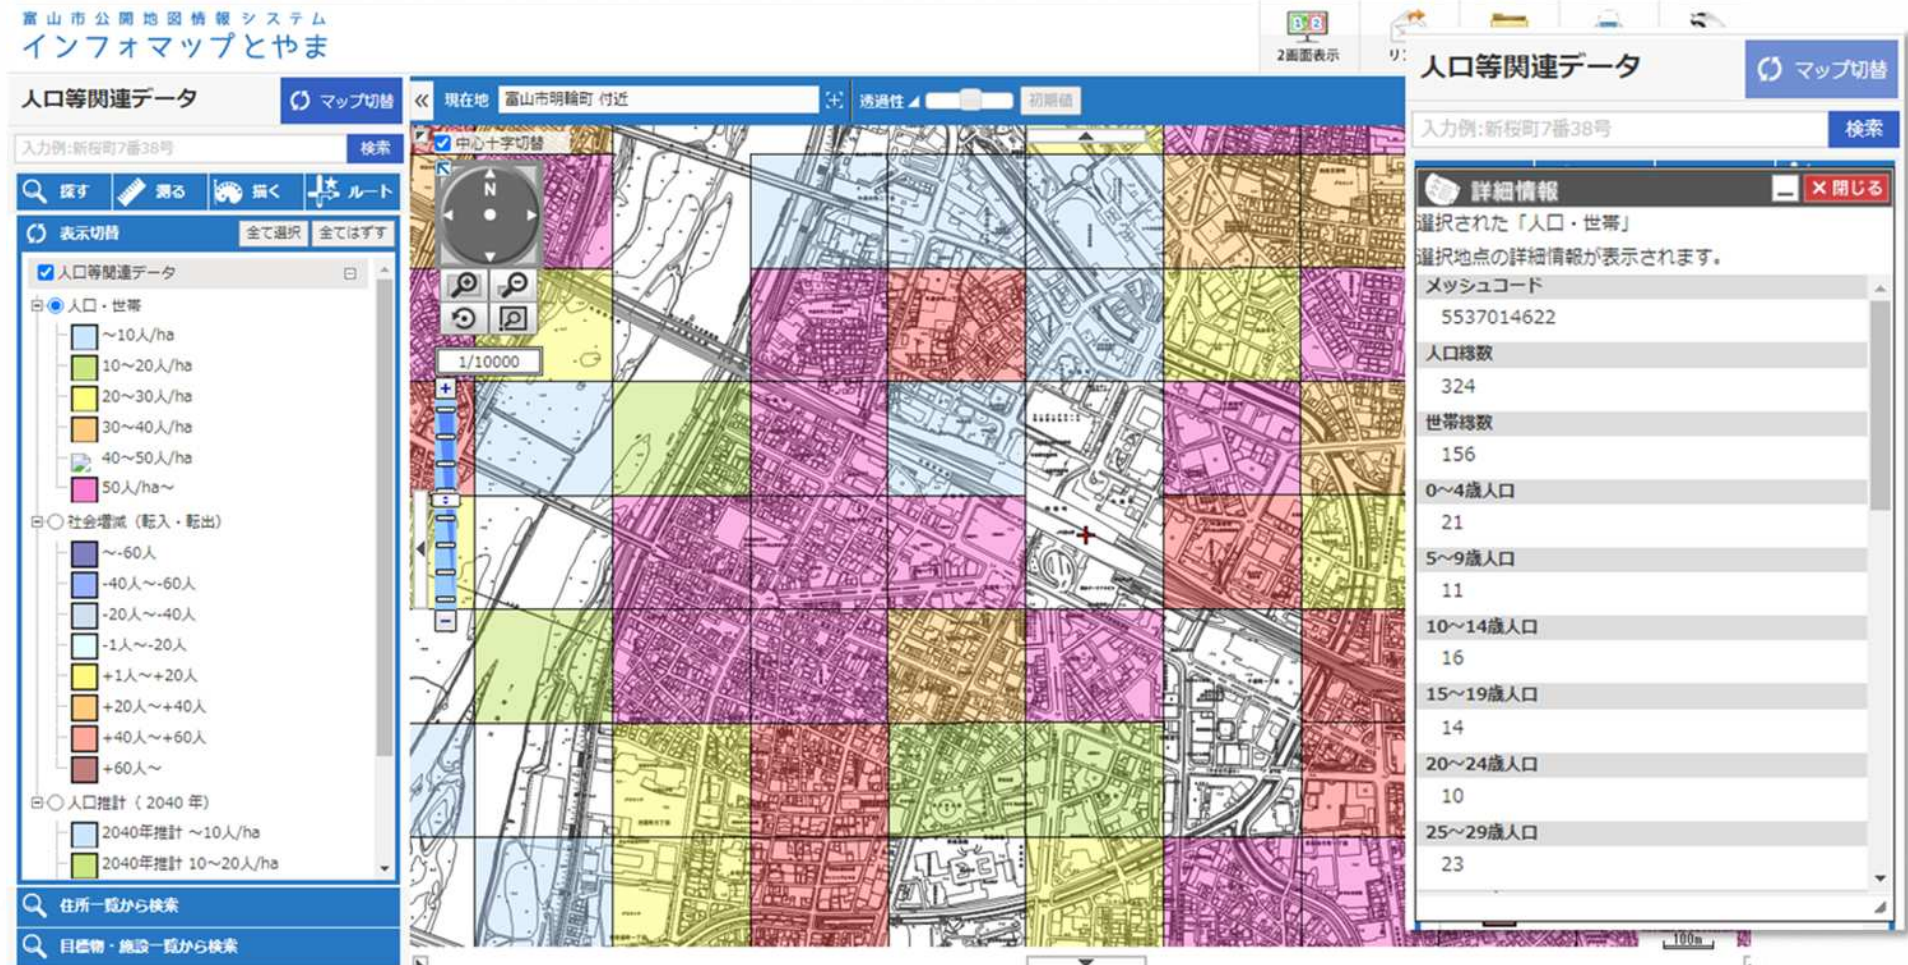 富山市公開地図情報システム
インフォマップとやま
2画面表示
人口等関連データ
マップ切替
入力例:新桜町7番38号
検索
探す
測る
描く
ルート
表示切替
全て選択
全てはずす
人口等関連データ
人口・世帯
～10人/ha
10～20人/ha
20～30人/ha
30～40人/ha
40～50人/ha
50人/ha～
社会増減（転入・転出）
～-60人
-40人～-60人
-20人～-40人
-1人～-20人
+1人～+20人
+20人～+40人
+40人～+60人
+60人～
人口推計（ 2040 年）
2040年推計 ～10人/ha
2040年推計 10～20人/ha
住所一覧から検索
目標物・施設一覧から検索
現在地
富山市明輪町 付近
透過性
初期値
中心十字切替
N
1/10000
人口等関連データ
マップ切替
入力例:新桜町7番38号
検索
詳細情報
×閉じる
選択された「人口・世帯」
選択地点の詳細情報が表示されます。
メッシュコード
5537014622
人口総数
324
世帯総数
156
0～4歳人口
21
5～9歳人口
11
10～14歳人口
16
15～19歳人口
14
20～24歳人口
10
25～29歳人口
23
100m